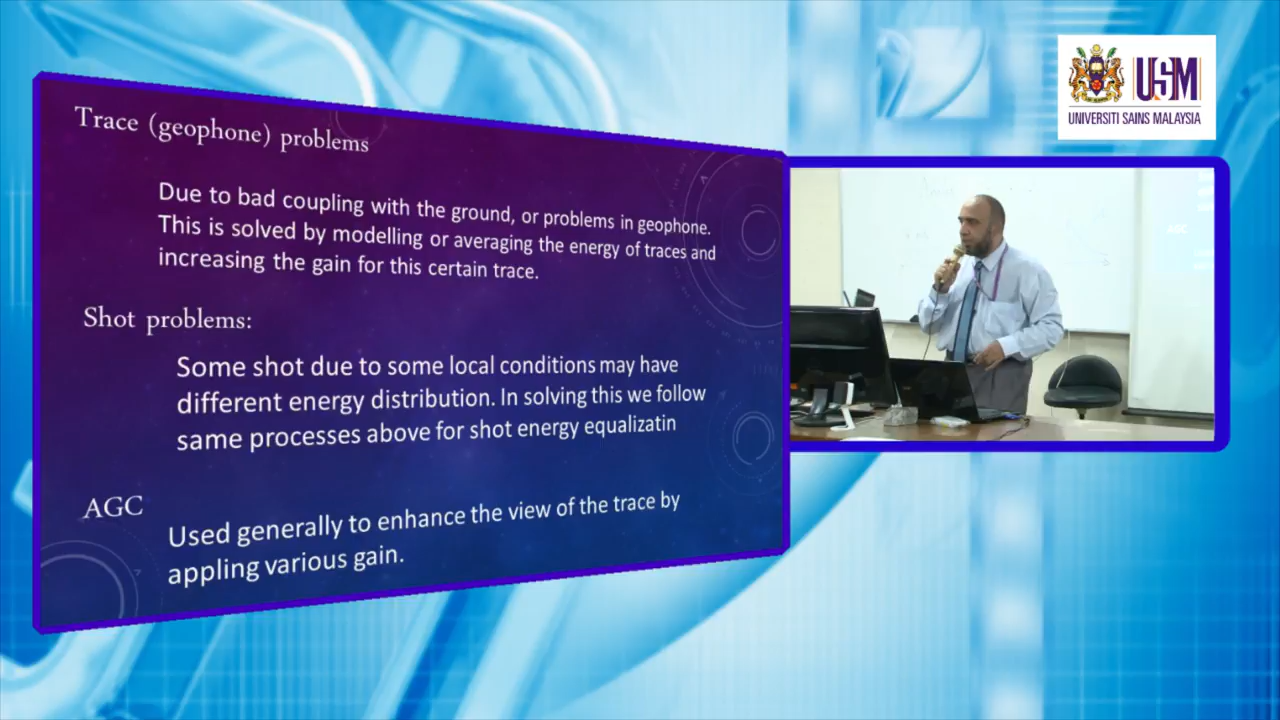 Trace (geophone) problems
Due to bad coupling with the ground, or problems in geophone.
This is solved by modelling or averaging the energy of traces and
increasing the gain for this certain trace.
Shot problems:
Some shot due to some local conditions may have
different energy distribution. In solving this we follow
same processes above for shot energy equalizatin
AGC
Used generally to enhance the view of the trace by
appling various gain.
USM
UNIVERSITI SAINS MALAYSIA
AGC